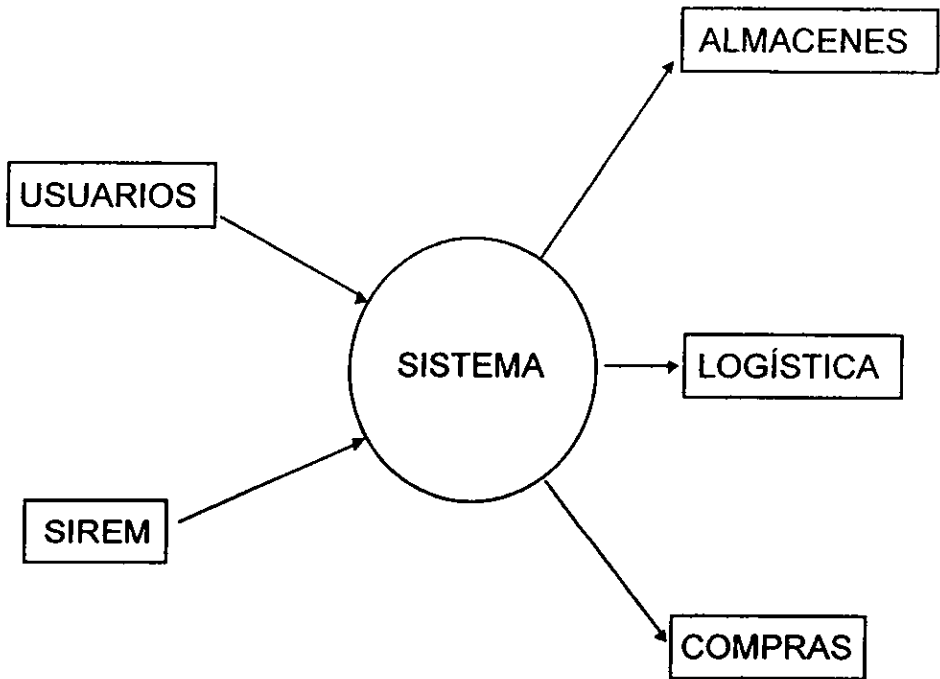 ALMACENES
USUARIOS
SISTEMA
LOGÍSTICA
SIREM
COMPRAS